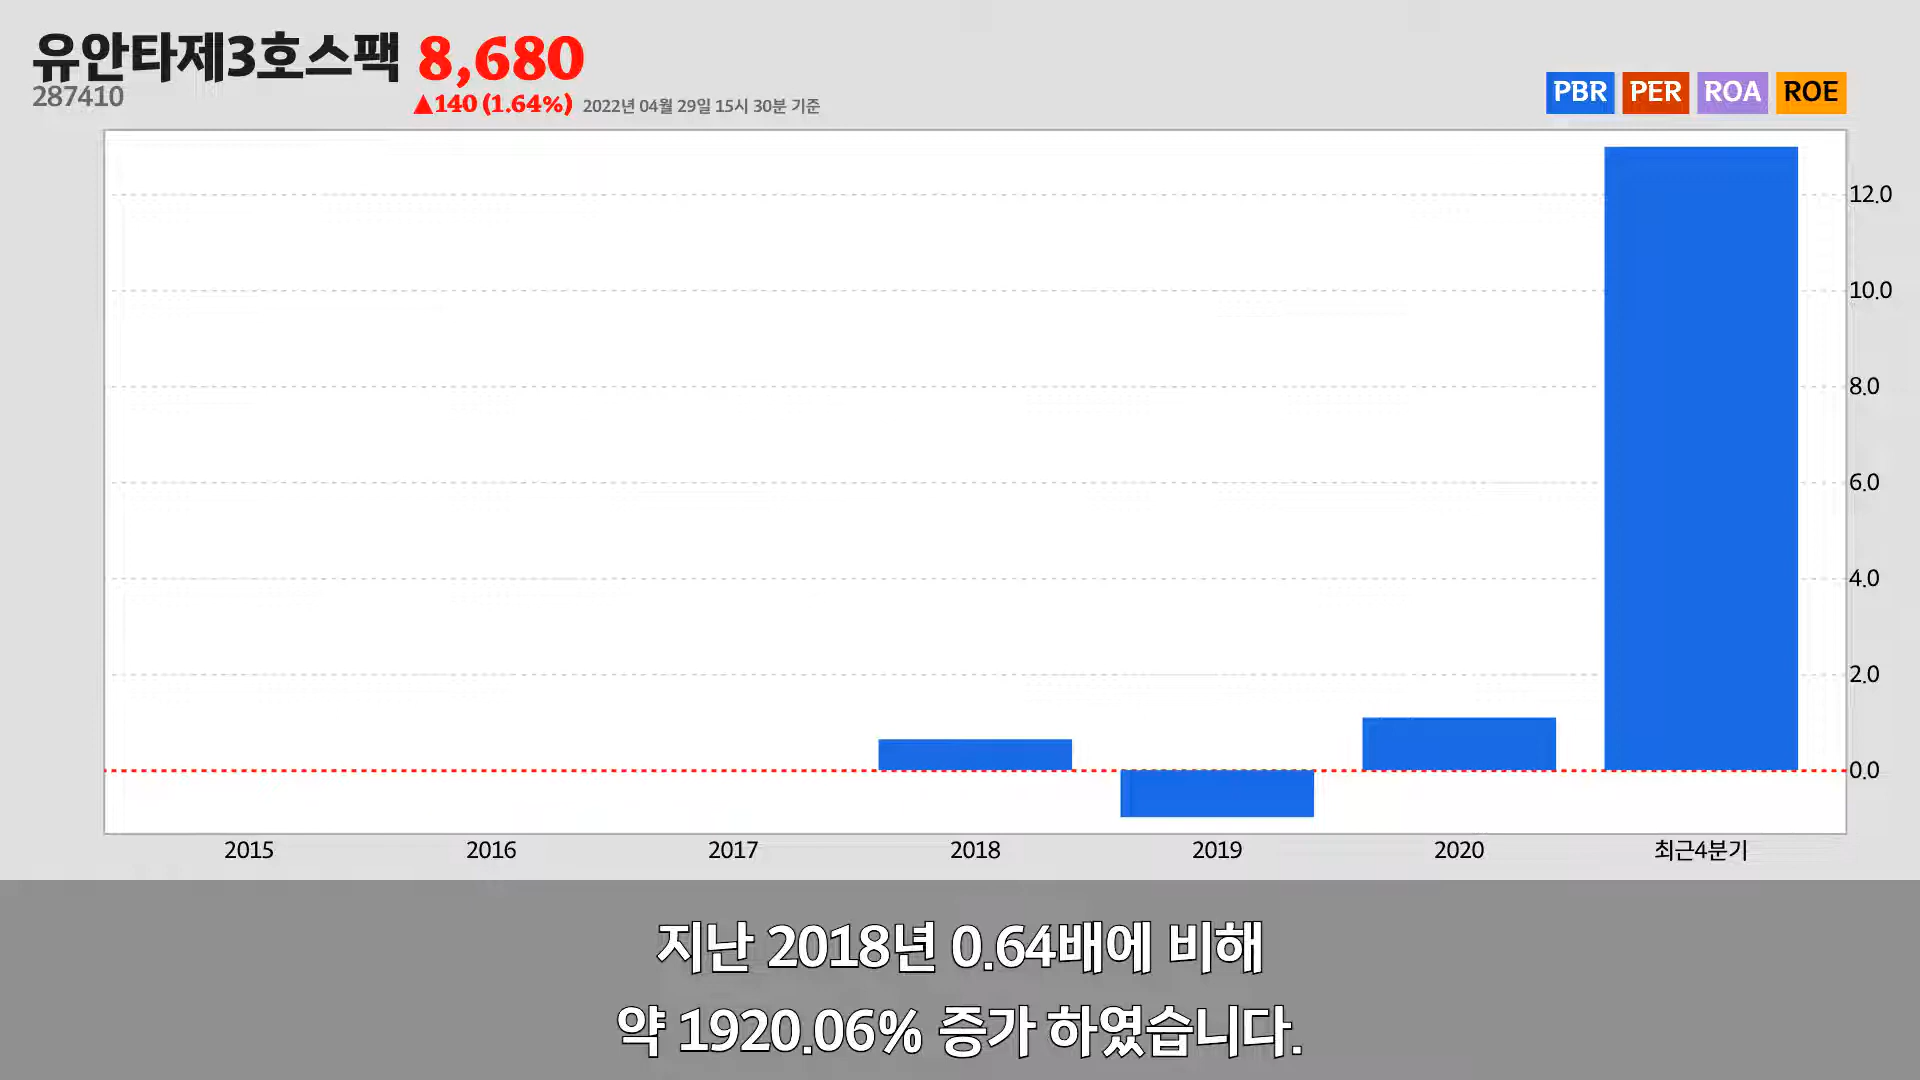 유안타제3호스팩 8,680
287410
▲140 (1.64%) 2022년 04월 29일 15시 30분 기준
PBR PER ROA ROE
12.0
10.0
8.0
6.0
4.0
2.0
0.0
2015 2016 2017 2018 2019 2020 최근4분기
지난 2018년 0.64배에 비해
약 1920.06% 증가 하였습니다.